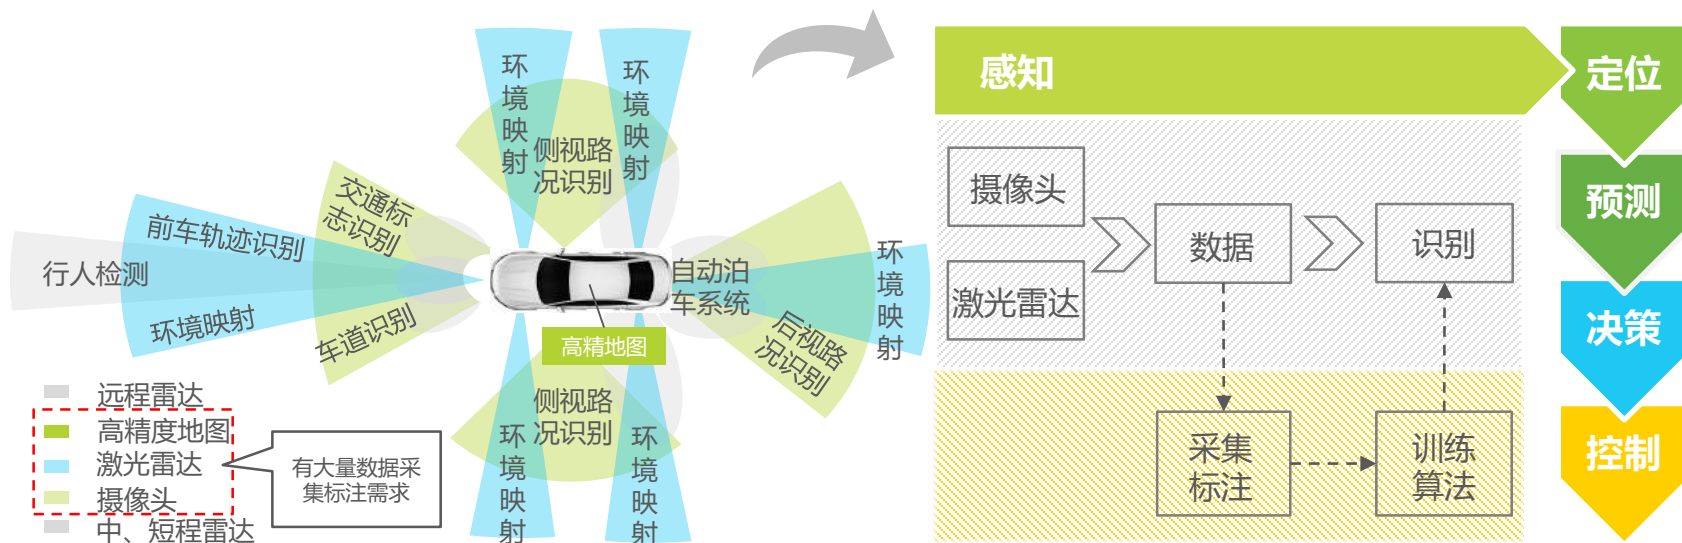 环境映射
环境映射
侧视路
况识别
交通标
志识别
前车轨迹识别
行人检测
环境映射
车道识别
自动泊
车系统
高精地图
后视路
况识别
环境映射
侧视路
况识别
环境映射
环境映射
远程雷达
高精度地图
激光雷达
摄像头
中、短程雷达
有大量数据采
集标注需求
感知
摄像头
激光雷达
数据
识别
采集
标注
训练
算法
定位
预测
决策
控制